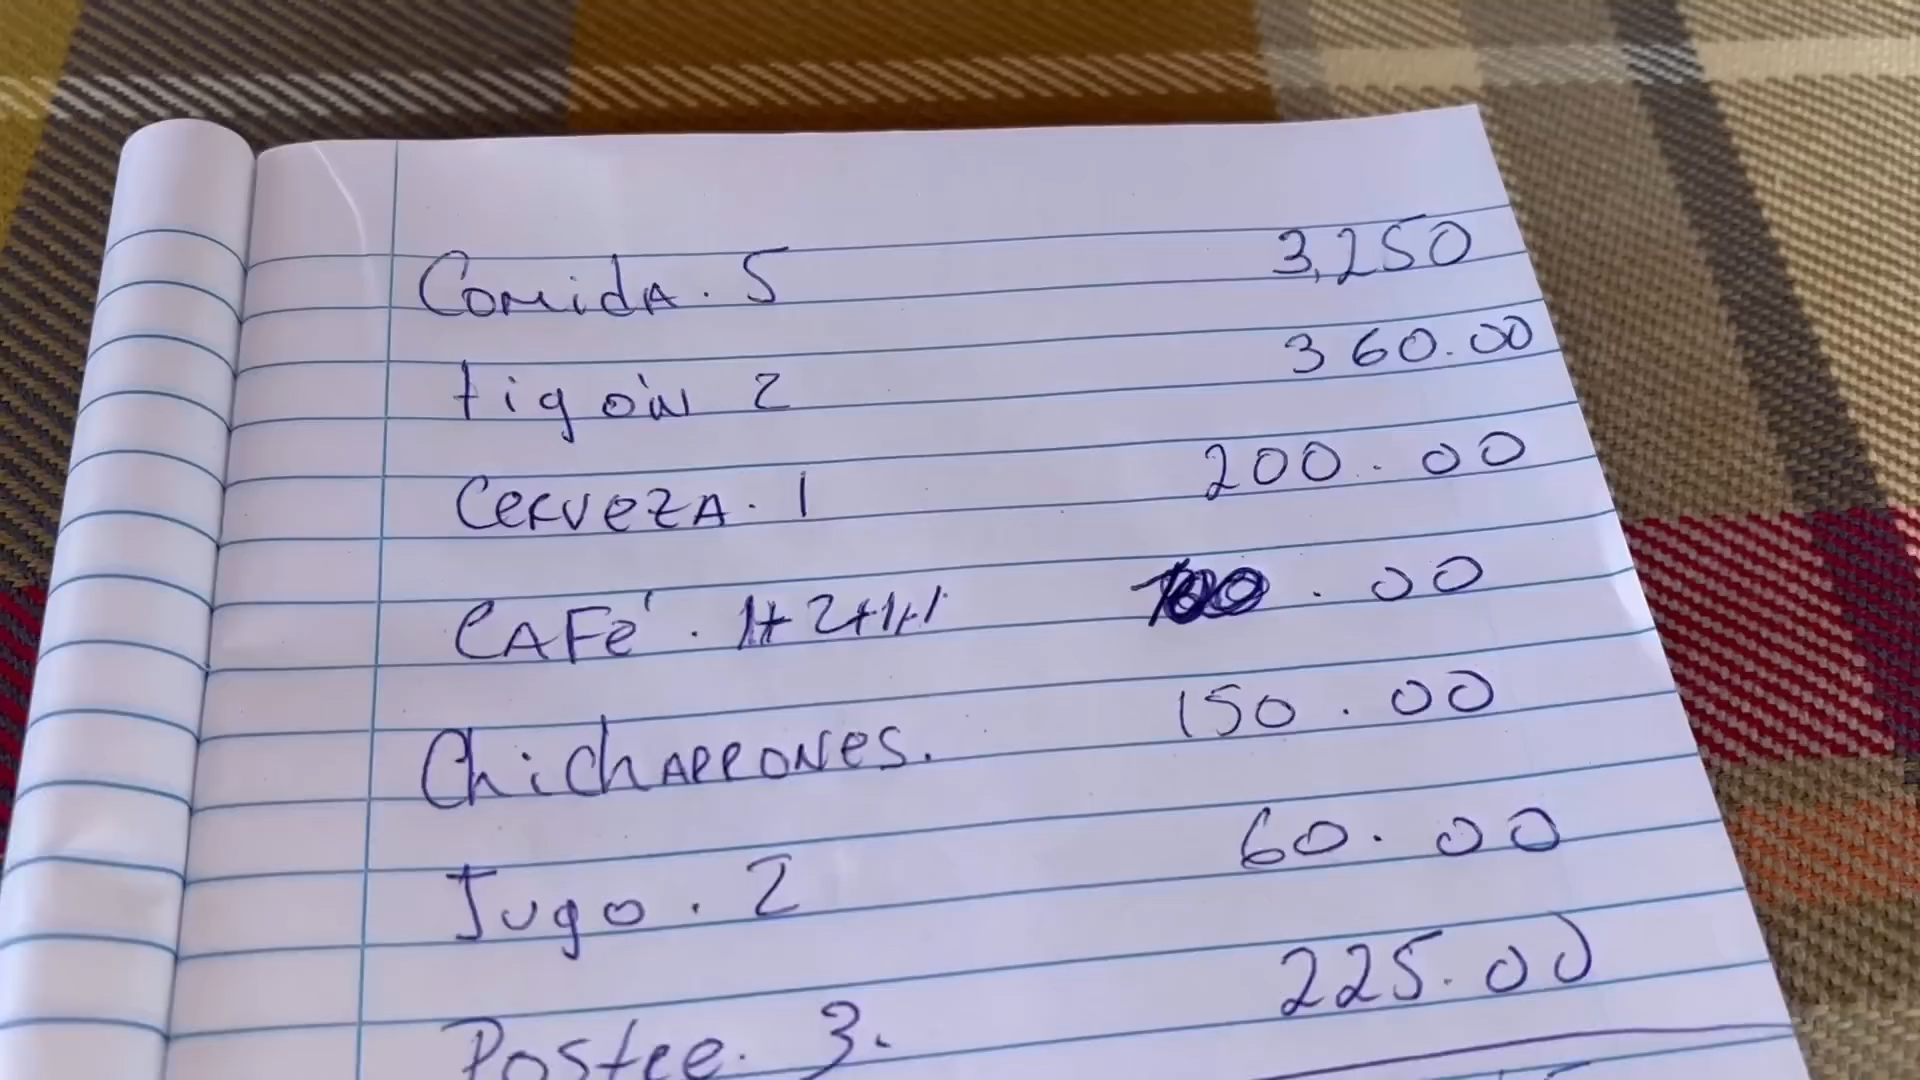 Comida. 5 3,250
tigóin 2 360.00
Cerveza. 1 200.00
Café. 1+2+1+1 .00
Chicharrones. 150.00
Jugo. 2 60.00
Postre. 3. 225.00